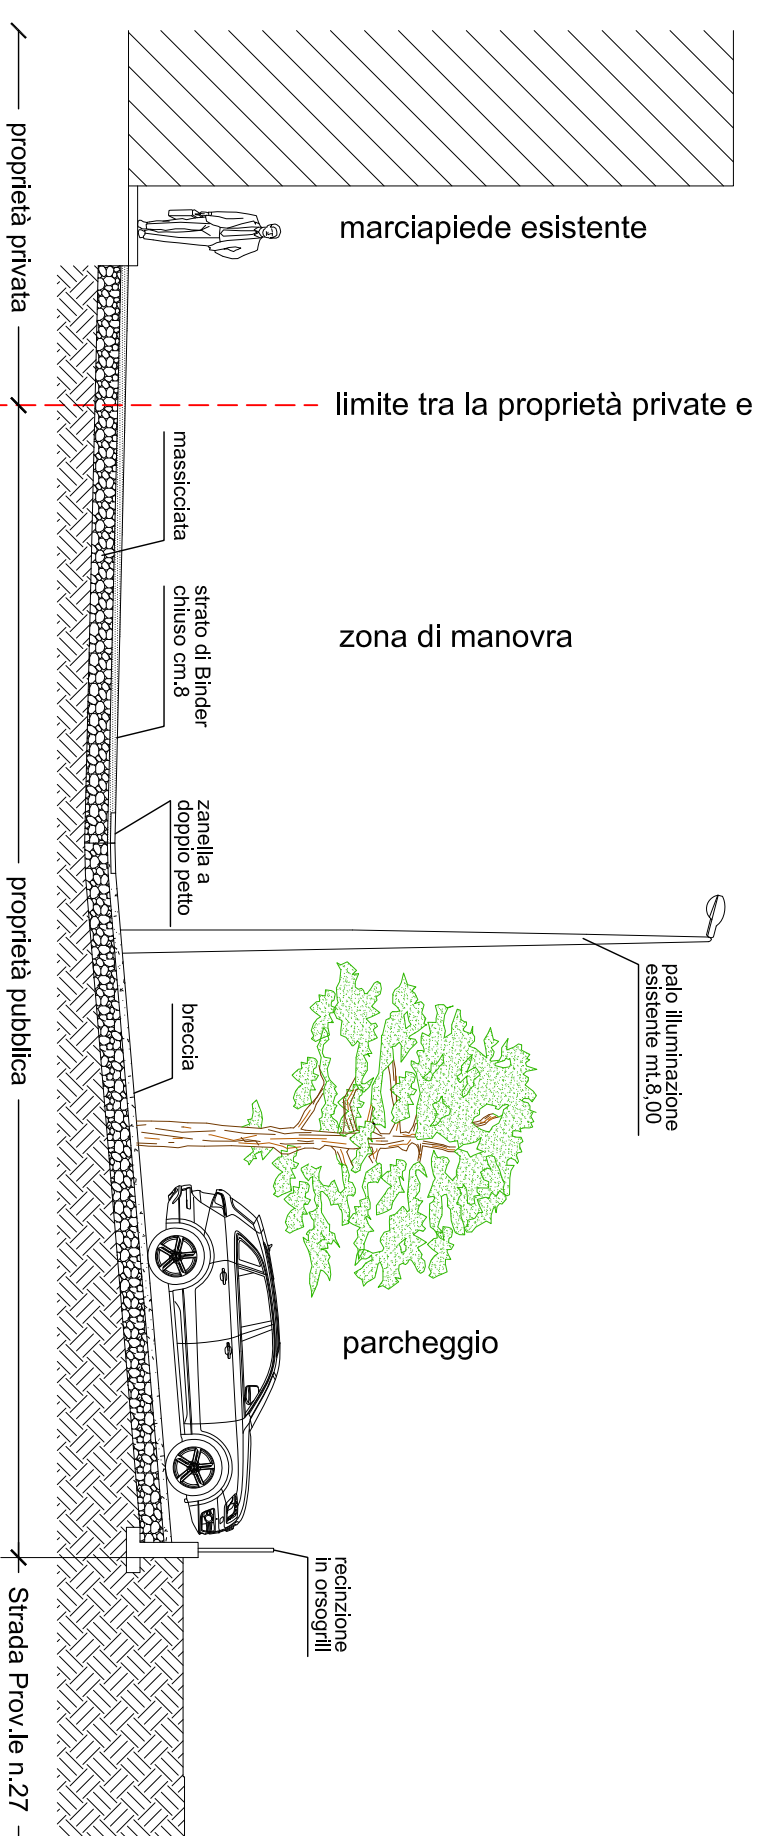 marciapiede esistente
limite tra la proprietà private e
zona di manovra
parcheggio
palo illuminazione
esistente mt.8,00
massicciata
strato di Binder
chiuso cm.8
zanella a
doppio petto
breccia
recinzione
in orsogrill
proprietà privata
proprietà pubblica
Strada Prov.le n.27